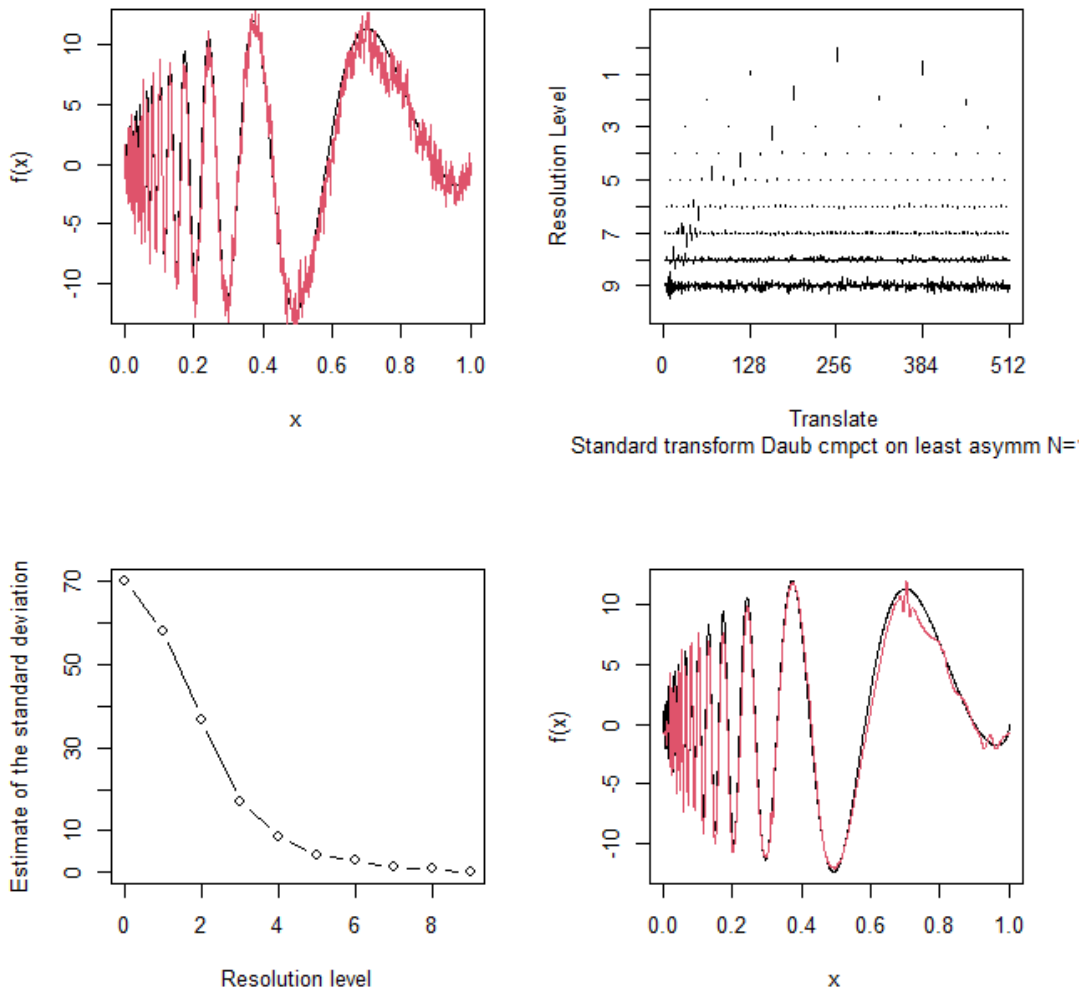 f(x)
10
5
0
-5
-10
0.0 0.2 0.4 0.6 0.8 1.0
x
Resolution Level
1
3
5
7
9
0 128 256 384 512
Translate
Standard transform Daub cmpct on least asymm N=
Estimate of the standard deviation
70
50
30
10
0
0 2 4 6 8
Resolution level
f(x)
10
5
0
-5
-10
0.0 0.2 0.4 0.6 0.8 1.0
x